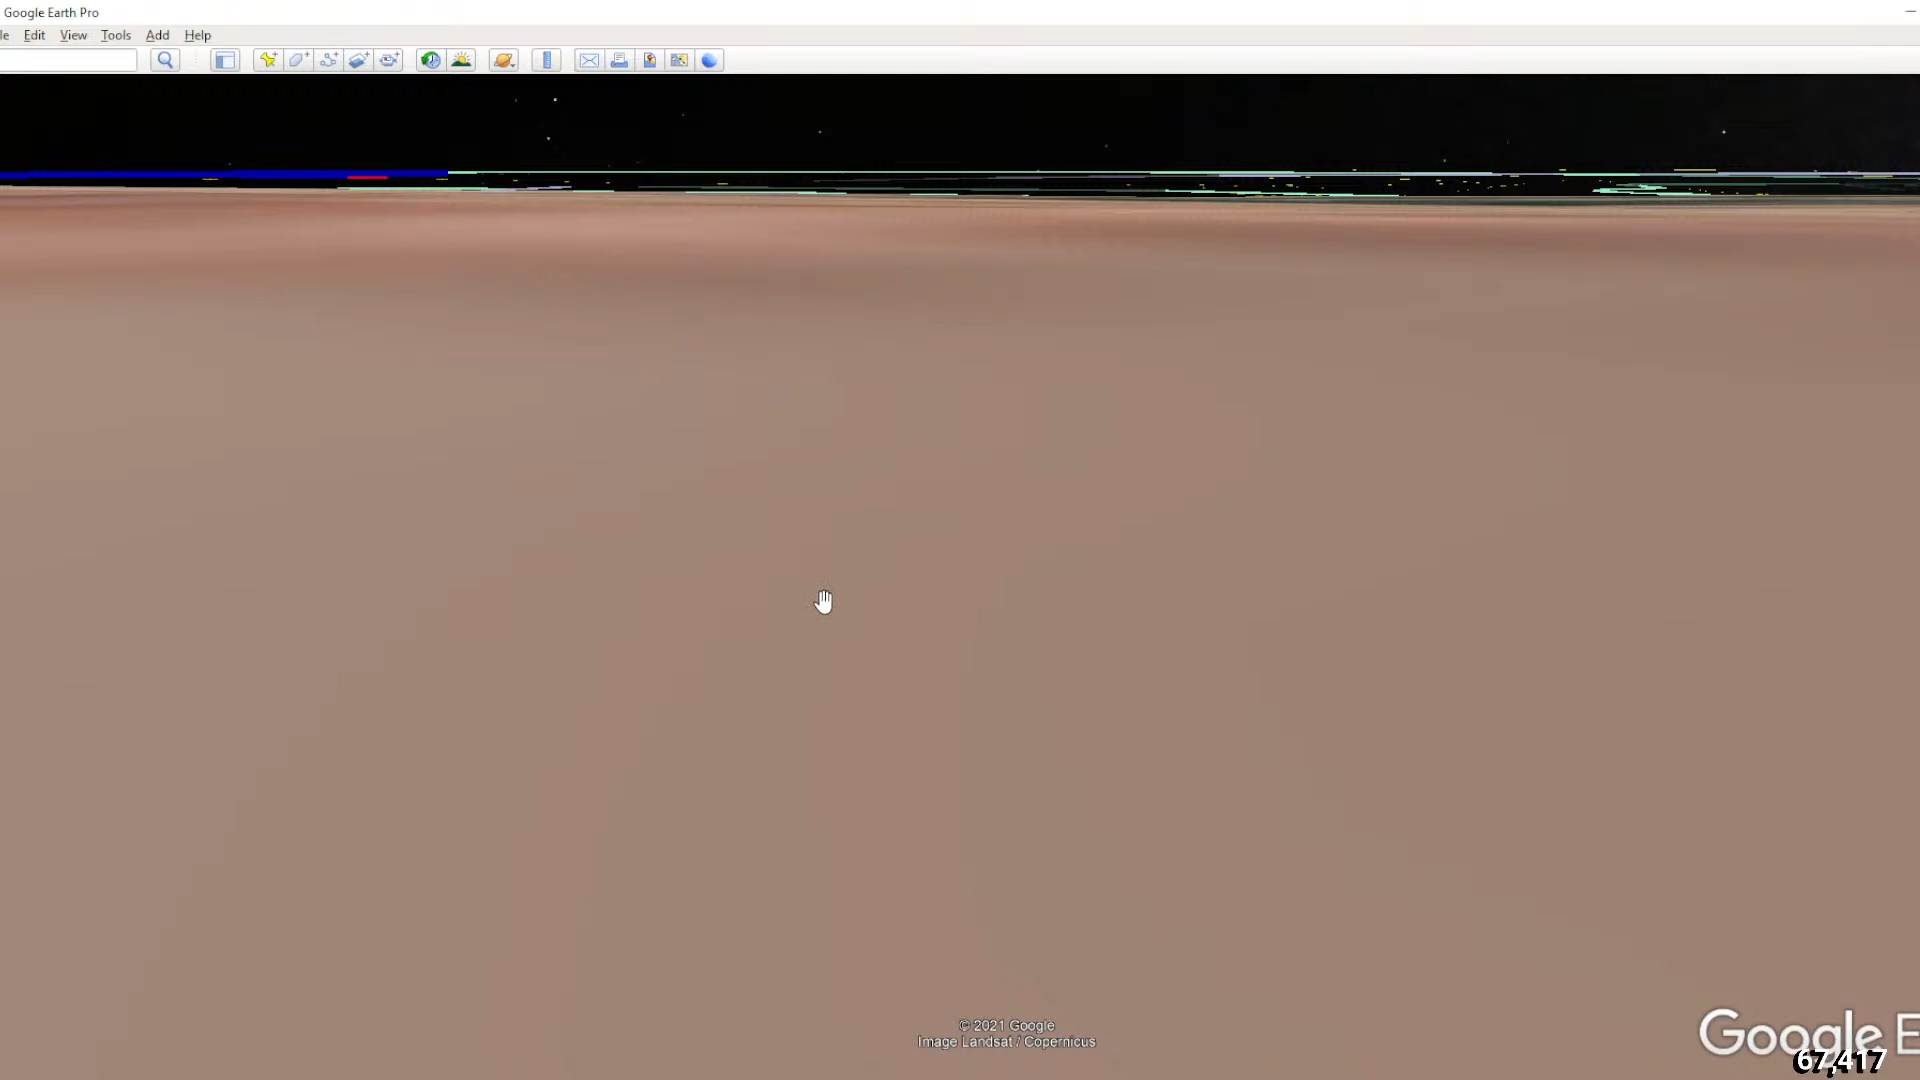 Google Earth Pro
le Edit View Tools Add Help
© 2021 Google
Image Landsat / Copernicus
Google E
67,417